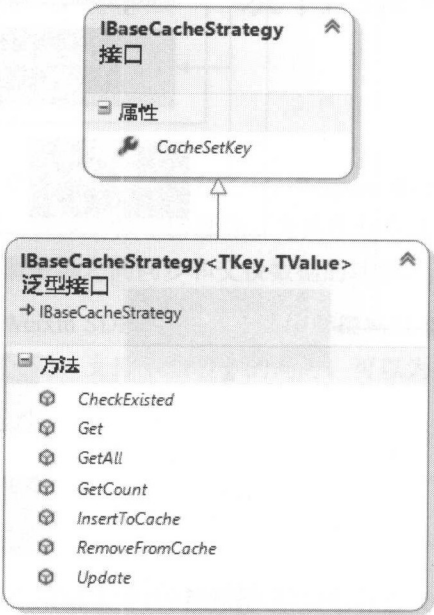 IBaseCacheStrategy
接口
属性
CacheSetKey
IBaseCacheStrategy<TKey, TValue>
泛型接口
IBaseCacheStrategy
方法
CheckExisted
Get
GetAll
GetCount
InsertToCache
RemoveFromCache
Update